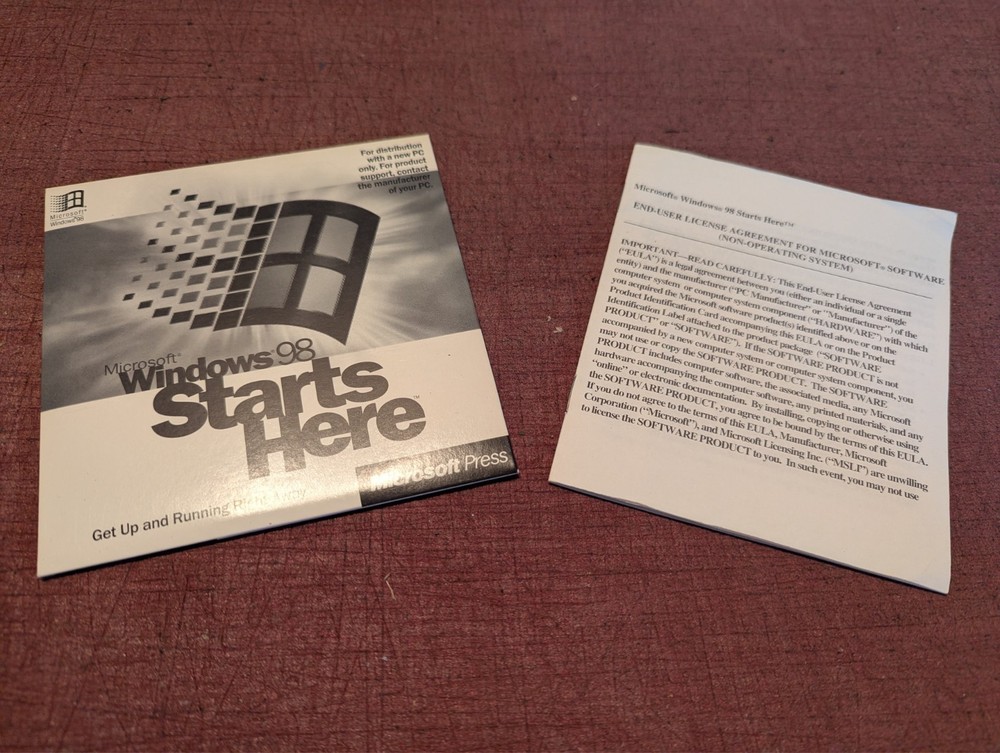 For distribution
with a new PC
only. For product
support, contact
the manufacturer
of your PC.
Microsoft®
Windows®98
Microsoft®
Windows®98
Starts
Here™
Microsoft Press
Get Up and Running Right Away
Microsoft® Windows® 98 Starts Here™
END-USER LICENSE AGREEMENT FOR MICROSOFT® SOFTWARE
(NON-OPERATING SYSTEM)
IMPORTANT—READ CAREFULLY: This End-User License Agreement
("EULA") is a legal agreement between you (either an individual or a single
entity) and the manufacturer ("PC Manufacturer" or "Manufacturer") of the
computer system or computer system component ("HARDWARE") with which
you acquired the Microsoft software product(s) identified above or on the
Product Identification Card accompanying this EULA or on the Product
Identification Label attached to the product package ("SOFTWARE
PRODUCT" or "SOFTWARE"). If the SOFTWARE PRODUCT is not
accompanied by a new computer system or computer system component, you
may not use or copy the SOFTWARE PRODUCT. The SOFTWARE
PRODUCT includes computer software, the associated media, any Microsoft
hardware accompanying the computer software, any printed materials, and any
"online" or electronic documentation. By installing, copying or otherwise using
the SOFTWARE PRODUCT, you agree to be bound by the terms of this EULA.
If you do not agree to the terms of this EULA, Manufacturer, Microsoft
Corporation ("Microsoft"), and Microsoft Licensing Inc. ("MSLI") are unwilling
to license the SOFTWARE PRODUCT to you. In such event, you may not use